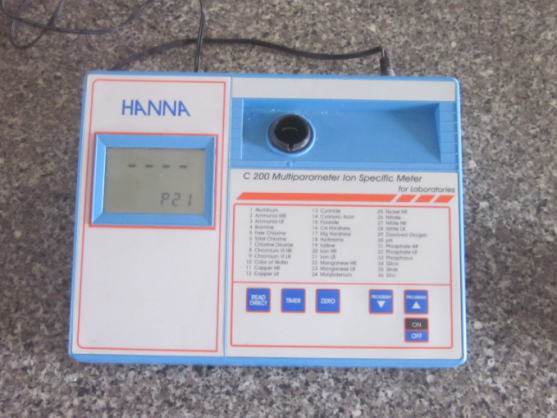 HANNA
- - - -
P21
C 200 Multiparameter Ion Specific Meter
for Laboratories
1 Aluminum
2 Ammonia MR
3 Ammonia LR
4 Bromine
5 Free Chlorine
6 Total Chlorine
7 Chlorine Dioxide
8 Chromium VI HR
9 Chromium VI LR
10 Color of Water
11 Copper HR
12 Copper LR
13 Cyanide
14 Cyanuric Acid
15 Fluoride
16 Ca Hardness
17 Mg Hardness
18 Hydrazine
19 Iodine
20 Iron HR
21 Iron LR
22 Manganese HR
23 Manganese LR
24 Molybdenum
25 Nickel HR
26 Nitrate
27 Nitrite HR
28 Nitrite LR
29 Dissolved Oxygen
30 pH
31 Phosphate HR
32 Phosphate LR
33 Phosphorus
34 Silica
35 Silver
36 Zinc
READ
DIRECT
TIMER
ZERO
PROGRAM
PROGRAM
ON
OFF